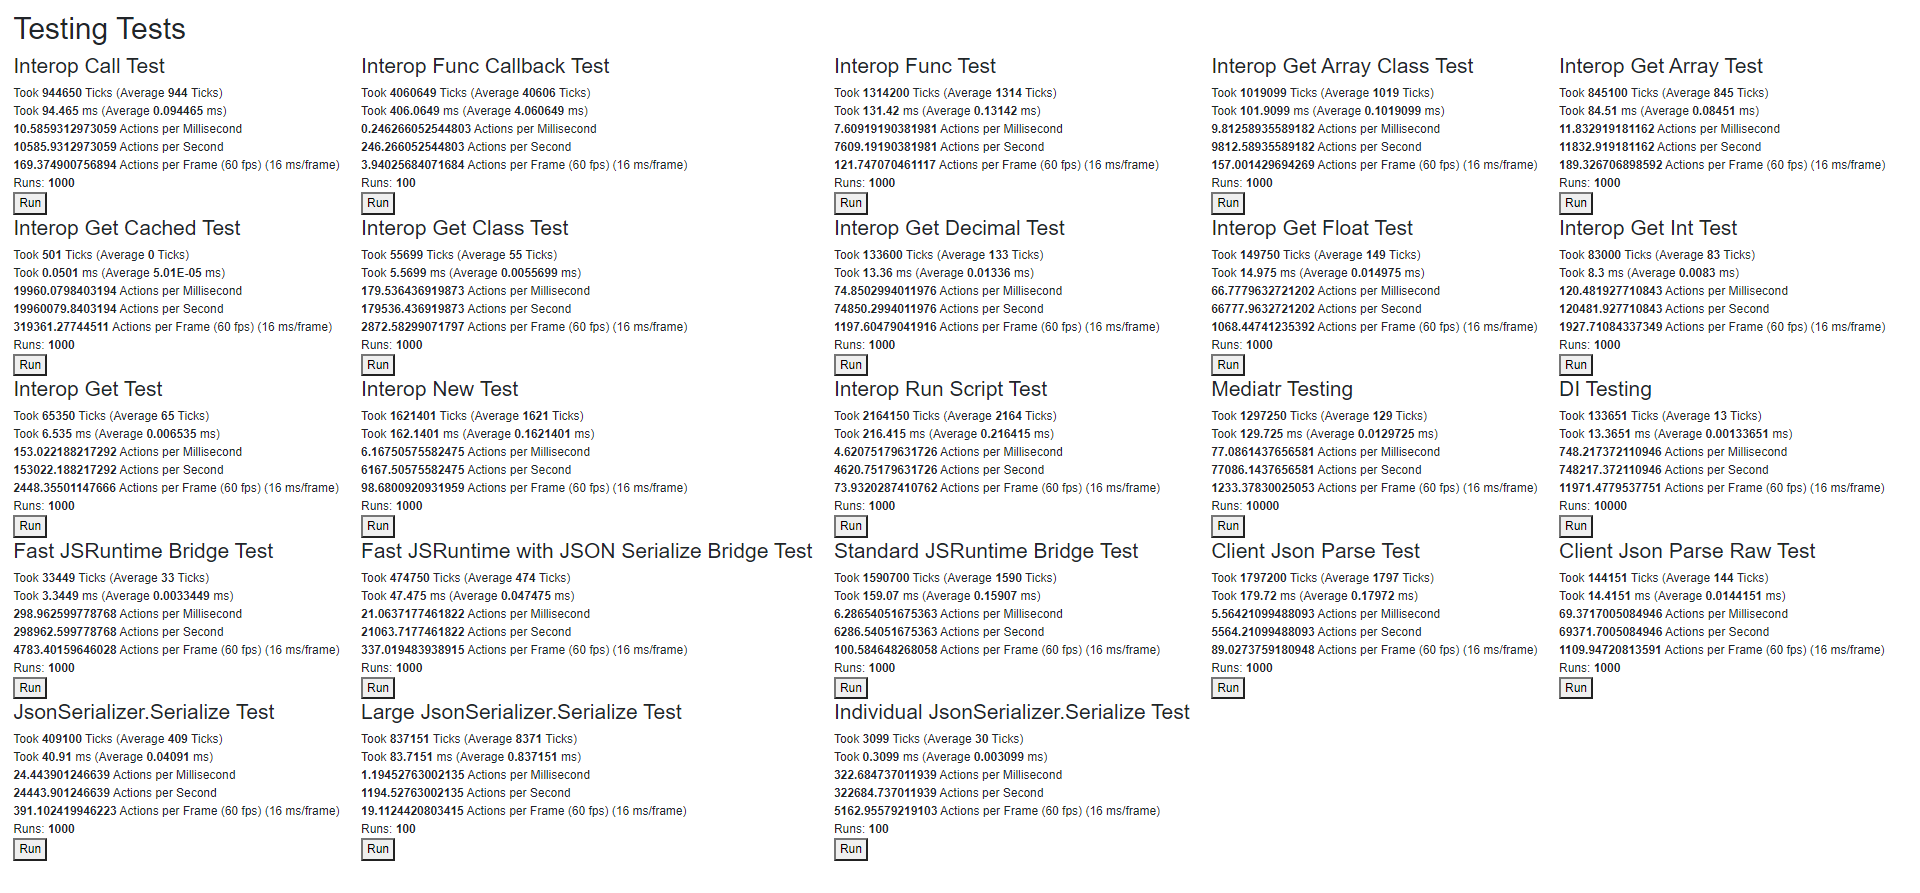 Testing Tests
Interop Call Test
Took 944650 Ticks (Average 944 Ticks)
Took 94.465 ms (Average 0.094465 ms)
10.5859312973059 Actions per Millisecond
10585.9312973059 Actions per Second
169.374900756894 Actions per Frame (60 fps) (16 ms/frame)
Runs: 1000
Run
Interop Func Callback Test
Took 4060649 Ticks (Average 40606 Ticks)
Took 406.0649 ms (Average 4.060649 ms)
0.246266052544803 Actions per Millisecond
246.266052544803 Actions per Second
3.94025684071684 Actions per Frame (60 fps) (16 ms/frame)
Runs: 100
Run
Interop Func Test
Took 1314200 Ticks (Average 1314 Ticks)
Took 131.42 ms (Average 0.13142 ms)
7.60919190381981 Actions per Millisecond
7609.19190381981 Actions per Second
121.747070461117 Actions per Frame (60 fps) (16 ms/frame)
Runs: 1000
Run
Interop Get Array Class Test
Took 1019099 Ticks (Average 1019 Ticks)
Took 101.9099 ms (Average 0.1019099 ms)
9.81258935589182 Actions per Millisecond
9812.58935589182 Actions per Second
157.001429694269 Actions per Frame (60 fps) (16 ms/frame)
Runs: 1000
Run
Interop Get Array Test
Took 845100 Ticks (Average 845 Ticks)
Took 84.51 ms (Average 0.08451 ms)
11.832919181162 Actions per Millisecond
11832.919181162 Actions per Second
189.326706898592 Actions per Frame (60 fps) (16 ms/frame)
Runs: 1000
Run
Interop Get Cached Test
Took 501 Ticks (Average 0 Ticks)
Took 0.0501 ms (Average 5.01E-05 ms)
19960.0798403194 Actions per Millisecond
19960079.8403194 Actions per Second
319361.27744511 Actions per Frame (60 fps) (16 ms/frame)
Runs: 1000
Run
Interop Get Class Test
Took 55699 Ticks (Average 55 Ticks)
Took 5.5699 ms (Average 0.0055699 ms)
179.536436919873 Actions per Millisecond
179536.436919873 Actions per Second
2872.58299071797 Actions per Frame (60 fps) (16 ms/frame)
Runs: 1000
Run
Interop Get Decimal Test
Took 133600 Ticks (Average 133 Ticks)
Took 13.36 ms (Average 0.01336 ms)
74.8502994011976 Actions per Millisecond
74850.2994011976 Actions per Second
1197.60479041916 Actions per Frame (60 fps) (16 ms/frame)
Runs: 1000
Run
Interop Get Float Test
Took 149750 Ticks (Average 149 Ticks)
Took 14.975 ms (Average 0.014975 ms)
66.7779632721202 Actions per Millisecond
66777.9632721202 Actions per Second
1068.44741235392 Actions per Frame (60 fps) (16 ms/frame)
Runs: 1000
Run
Interop Get Int Test
Took 83000 Ticks (Average 83 Ticks)
Took 8.3 ms (Average 0.0083 ms)
120.481927710843 Actions per Millisecond
120481.927710843 Actions per Second
1927.71084337349 Actions per Frame (60 fps) (16 ms/frame)
Runs: 1000
Run
Interop Get Test
Took 65350 Ticks (Average 65 Ticks)
Took 6.535 ms (Average 0.006535 ms)
153.022188217292 Actions per Millisecond
153022.188217292 Actions per Second
2448.35501147666 Actions per Frame (60 fps) (16 ms/frame)
Runs: 1000
Run
Interop New Test
Took 1621401 Ticks (Average 1621 Ticks)
Took 162.1401 ms (Average 0.1621401 ms)
6.16750575582475 Actions per Millisecond
6167.50575582475 Actions per Second
98.6800920931959 Actions per Frame (60 fps) (16 ms/frame)
Runs: 1000
Run
Interop Run Script Test
Took 2164150 Ticks (Average 2164 Ticks)
Took 216.415 ms (Average 0.216415 ms)
4.62075179631726 Actions per Millisecond
4620.75179631726 Actions per Second
73.9320287410762 Actions per Frame (60 fps) (16 ms/frame)
Runs: 1000
Run
Mediatr Testing
Took 1297250 Ticks (Average 129 Ticks)
Took 129.725 ms (Average 0.0129725 ms)
77.0861437656581 Actions per Millisecond
77086.1437656581 Actions per Second
1233.37830025053 Actions per Frame (60 fps) (16 ms/frame)
Runs: 10000
Run
DI Testing
Took 133651 Ticks (Average 13 Ticks)
Took 13.3651 ms (Average 0.00133651 ms)
748.217372110946 Actions per Millisecond
748217.372110946 Actions per Second
11971.4779537751 Actions per Frame (60 fps) (16 ms/frame)
Runs: 10000
Run
Fast JSRuntime Bridge Test
Took 33449 Ticks (Average 33 Ticks)
Took 3.3449 ms (Average 0.0033449 ms)
298.962599778768 Actions per Millisecond
298962.599778768 Actions per Second
4783.40159646028 Actions per Frame (60 fps) (16 ms/frame)
Runs: 1000
Run
Fast JSRuntime with JSON Serialize Bridge Test
Took 474750 Ticks (Average 474 Ticks)
Took 47.475 ms (Average 0.047475 ms)
21.0637177461822 Actions per Millisecond
21063.7177461822 Actions per Second
337.019483938915 Actions per Frame (60 fps) (16 ms/frame)
Runs: 1000
Run
Standard JSRuntime Bridge Test
Took 1590700 Ticks (Average 1590 Ticks)
Took 159.07 ms (Average 0.15907 ms)
6.28654051675363 Actions per Millisecond
6286.54051675363 Actions per Second
100.584648268058 Actions per Frame (60 fps) (16 ms/frame)
Runs: 1000
Run
Client Json Parse Test
Took 1797200 Ticks (Average 1797 Ticks)
Took 179.72 ms (Average 0.17972 ms)
5.56421099488093 Actions per Millisecond
5564.21099488093 Actions per Second
89.0273759180948 Actions per Frame (60 fps) (16 ms/frame)
Runs: 1000
Run
Client Json Parse Raw Test
Took 144151 Ticks (Average 144 Ticks)
Took 14.4151 ms (Average 0.0144151 ms)
69.3717005084946 Actions per Millisecond
69371.7005084946 Actions per Second
1109.94720813591 Actions per Frame (60 fps) (16 ms/frame)
Runs: 1000
Run
JsonSerializer.Serialize Test
Took 409100 Ticks (Average 409 Ticks)
Took 40.91 ms (Average 0.04091 ms)
24.443901246639 Actions per Millisecond
24443.901246639 Actions per Second
391.102419946223 Actions per Frame (60 fps) (16 ms/frame)
Runs: 1000
Run
Large JsonSerializer.Serialize Test
Took 837151 Ticks (Average 8371 Ticks)
Took 83.7151 ms (Average 0.837151 ms)
1.19452763002135 Actions per Millisecond
1194.52763002135 Actions per Second
19.1124420803415 Actions per Frame (60 fps) (16 ms/frame)
Runs: 100
Run
Individual JsonSerializer.Serialize Test
Took 3099 Ticks (Average 30 Ticks)
Took 0.3099 ms (Average 0.003099 ms)
322.684737011939 Actions per Millisecond
322684.737011939 Actions per Second
5162.95579219103 Actions per Frame (60 fps) (16 ms/frame)
Runs: 100
Run